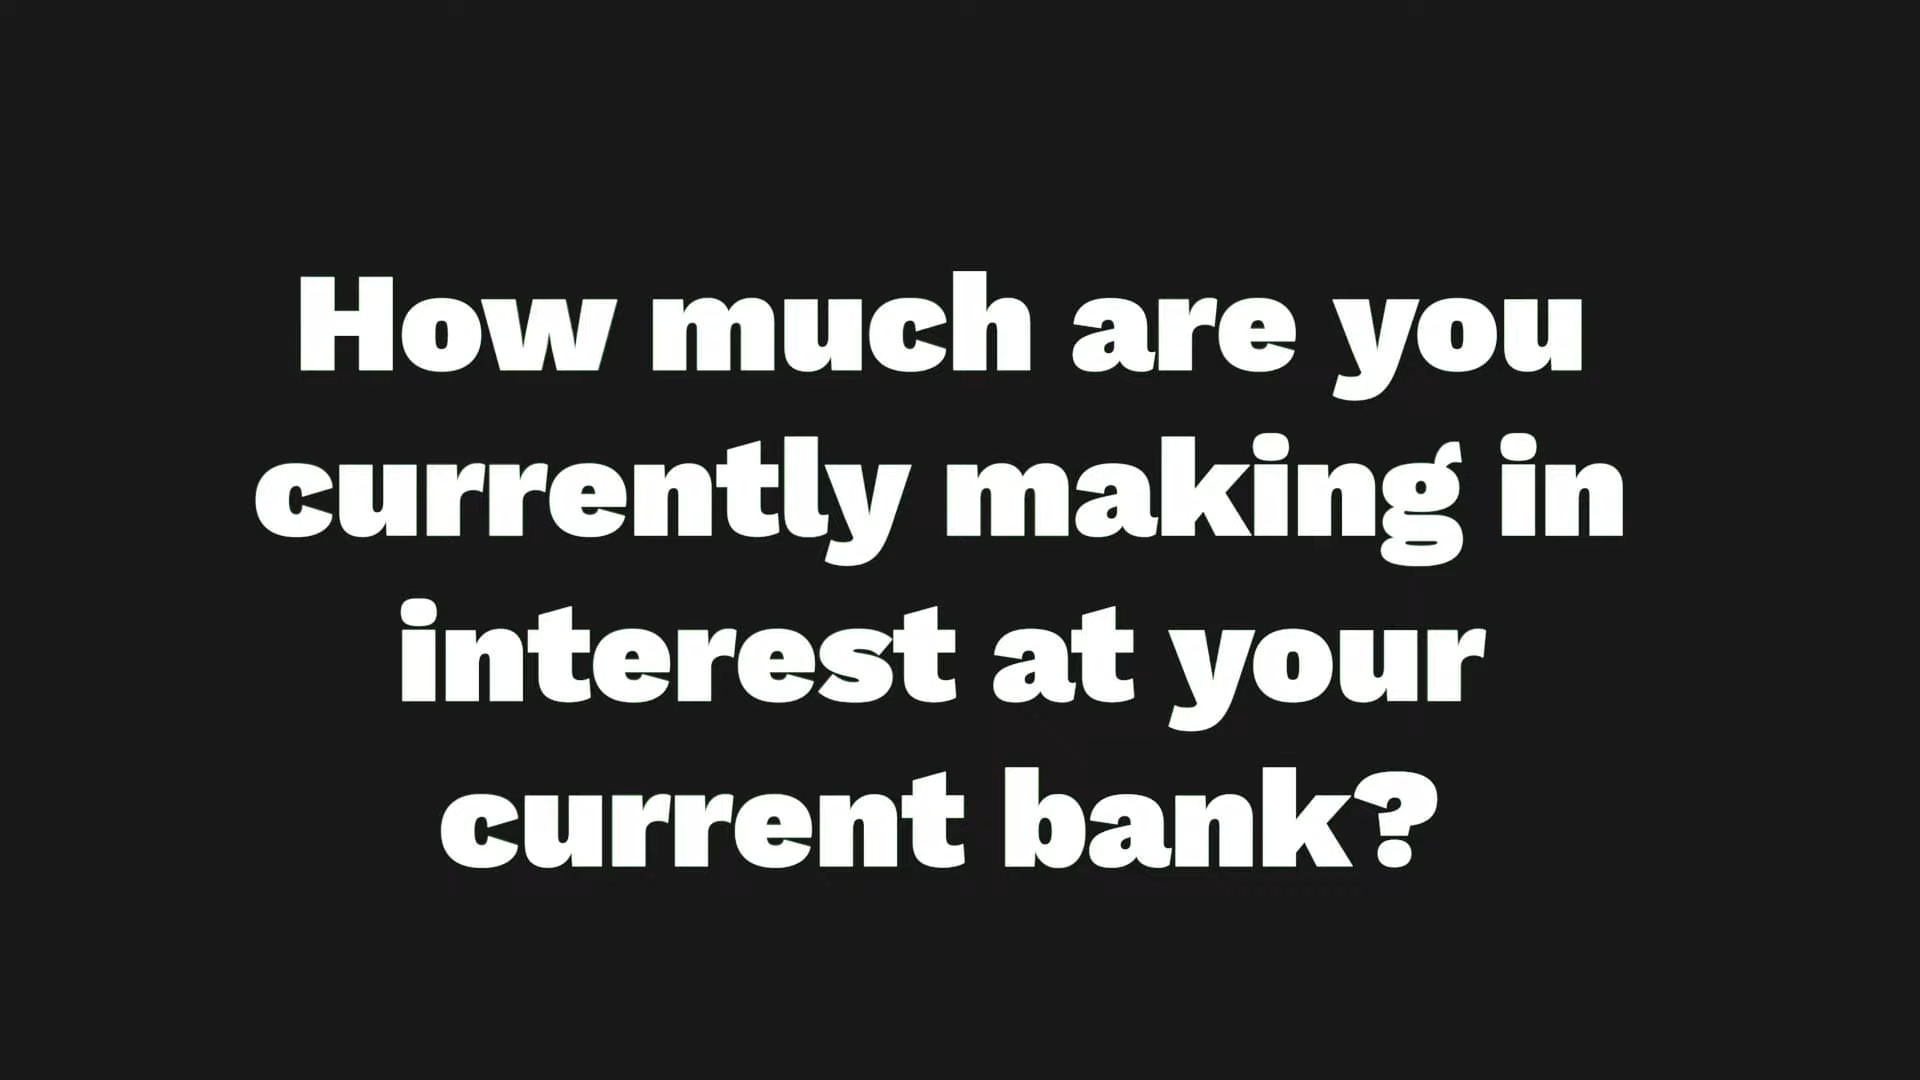 How much are you
currently making in
interest at your
current bank?